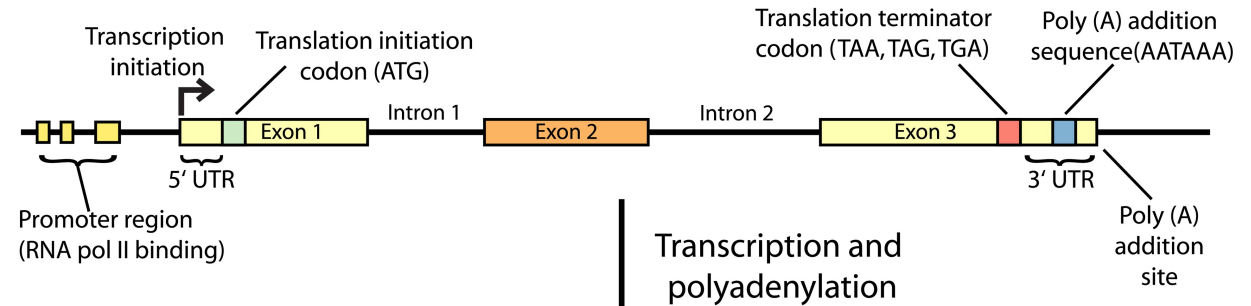 Transcription
initiation
Translation initiation
codon (ATG)
Translation terminator
codon (TAA,TAG,TGA)
Poly (A) addition
sequence(AATAAA)
Exon 1
Intron 1
Exon 2
Intron 2
Exon 3
5‘ UTR
3‘ UTR
Promoter region
(RNA pol II binding)
Poly (A)
addition
site
Transcription and
polyadenylation